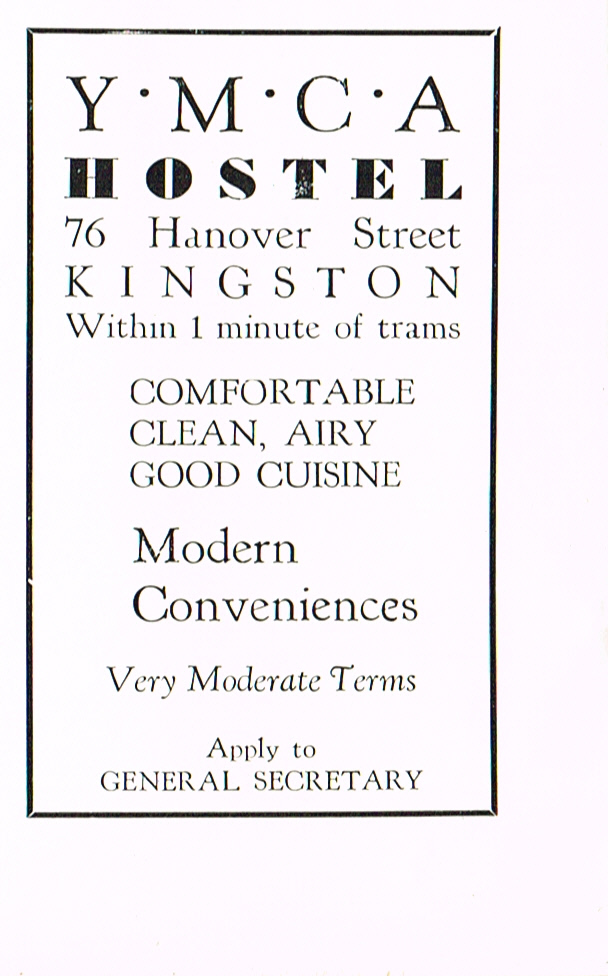 Y·M·C·A
HOSTEL
76 Hanover Street
KINGSTON
Within 1 minute of trams
COMFORTABLE
CLEAN, AIRY
GOOD CUISINE
Modern
Conveniences
Very Moderate Terms
Apply to
GENERAL SECRETARY